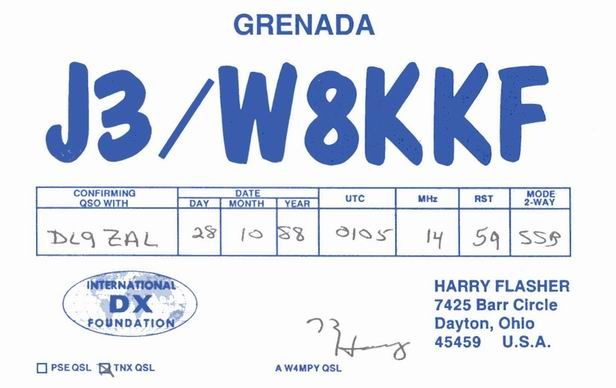 GRENADA
J3/W8KKF
CONFIRMING QSO WITH DATE DAY MONTH YEAR UTC MHz RST MODE 2-WAY
DL9ZAL 28 10 88 0105 14 59 SSB
INTERNATIONAL
DX
FOUNDATION
HARRY FLASHER
7425 Barr Circle
Dayton, Ohio
45459 U.S.A.
73
Harry
PSE QSL TNX QSL A W4MPY QSL